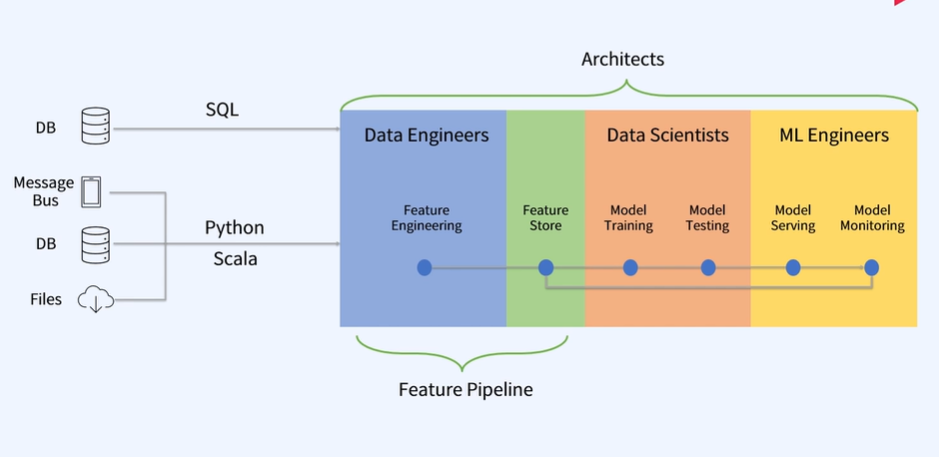 Architects
SQL
DB
Data Engineers
Data Scientists
ML Engineers
Message
Bus
Python
Scala
DB
Files
Feature
Engineering
Feature
Store
Model
Training
Model
Testing
Model
Serving
Model
Monitoring
Feature Pipeline